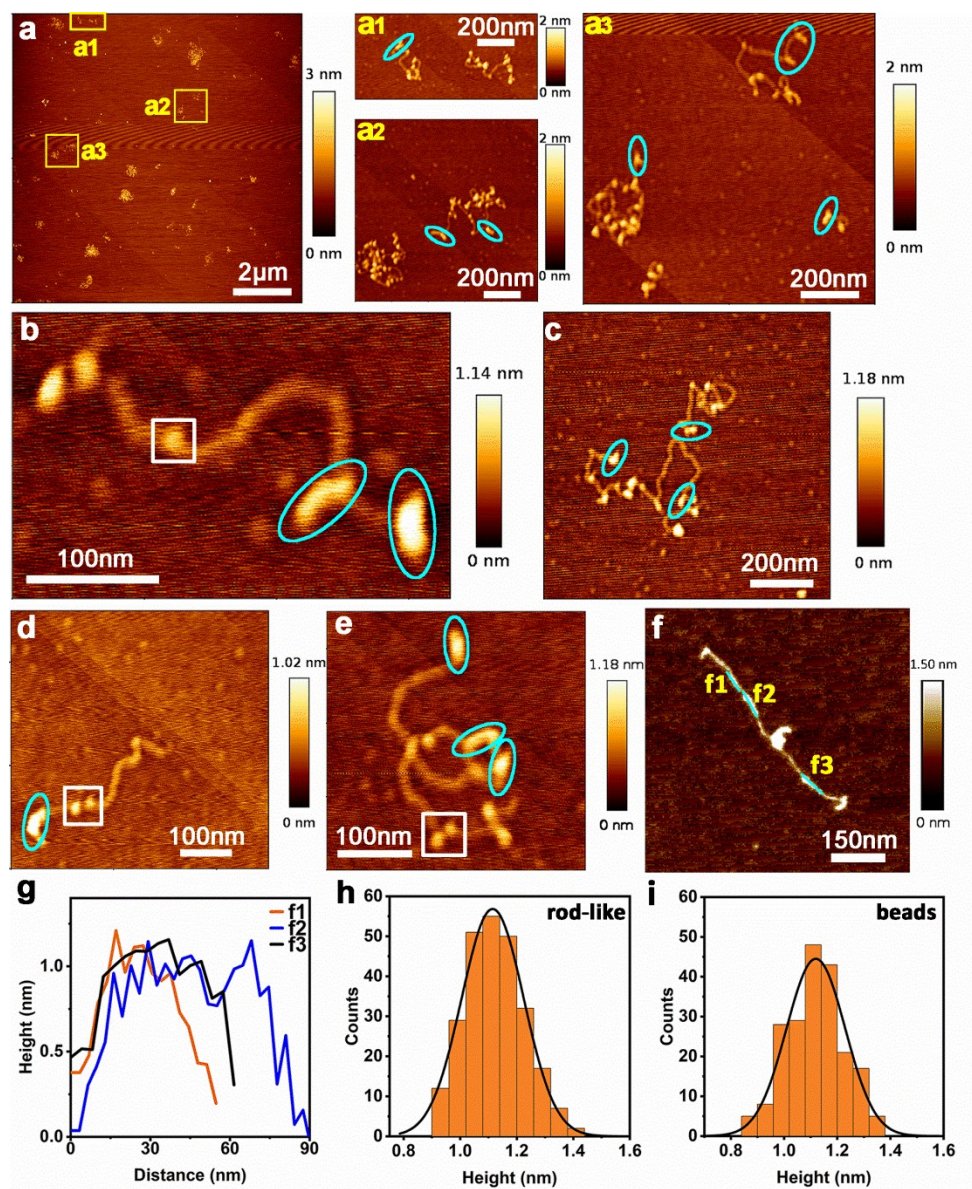 a
a1
a2
a3
3 nm
0 nm
2μm
a1
200nm
2 nm
0 nm
a2
200nm
2 nm
0 nm
a3
200nm
2 nm
0 nm
b
100nm
1.14 nm
0 nm
c
200nm
1.18 nm
0 nm
d
100nm
1.02 nm
0 nm
e
100nm
1.18 nm
0 nm
f
f1
f2
f3
150nm
1.50 nm
0 nm
g
f1
f2
f3
Height (nm)
1.0
0.5
0.0
0 30 60 90
Distance (nm)
h
rod-like
Counts
60
50
40
30
20
10
0
0.8 1.0 1.2 1.4 1.6
Height (nm)
i
beads
Counts
60
50
40
30
20
10
0
0.8 1.0 1.2 1.4 1.6
Height (nm)